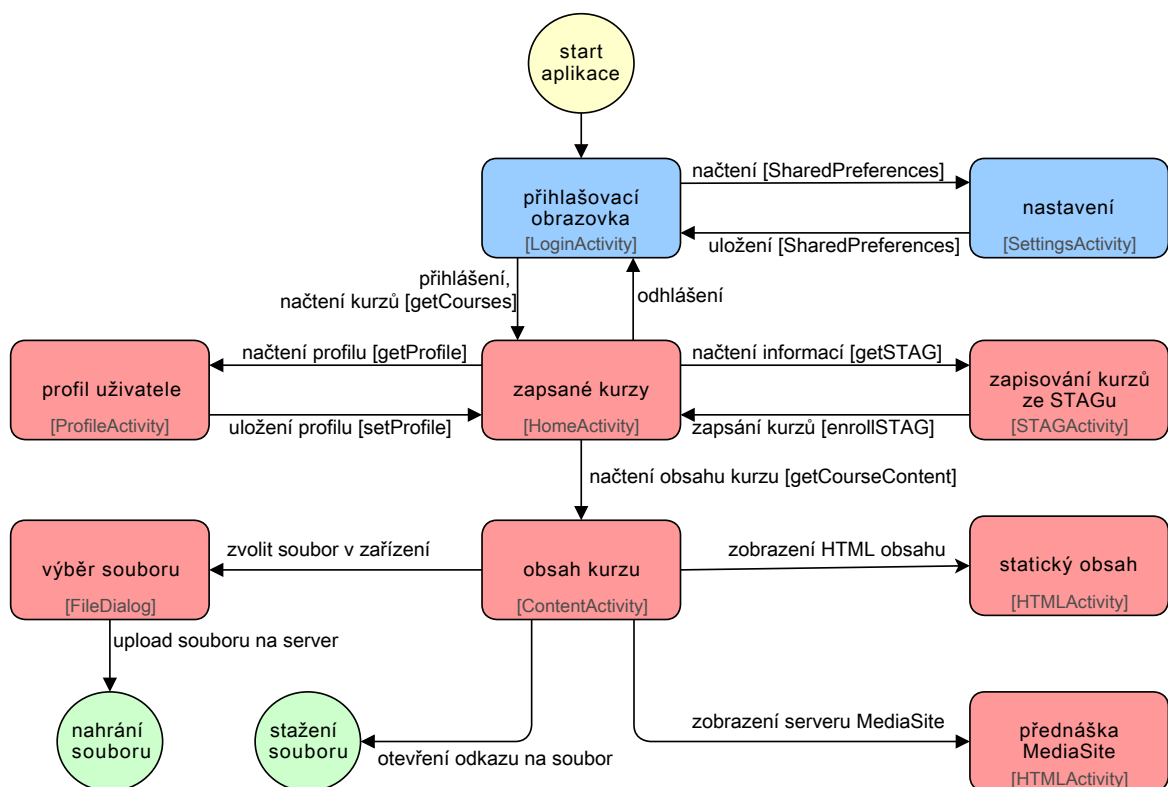 start
aplikace
přihlašovací
obrazovka
[LoginActivity]
načtení [SharedPreferences]
uložení [SharedPreferences]
nastavení
[SettingsActivity]
přihlášení,
načtení kurzů [getCourses]
odhlášení
profil uživatele
[ProfileActivity]
načtení profilu [getProfile]
uložení profilu [setProfile]
zapsané kurzy
[HomeActivity]
načtení informací [getSTAG]
zapsání kurzů [enrollSTAG]
zapisování kurzů
ze STAGu
[STAGActivity]
načtení obsahu kurzu [getCourseContent]
výběr souboru
[FileDialog]
zvolit soubor v zařízení
obsah kurzu
[ContentActivity]
zobrazení HTML obsahu
statický obsah
[HTMLActivity]
upload souboru na server
nahrání
souboru
stažení
souboru
otevření odkazu na soubor
zobrazení serveru MediaSite
přednáška
MediaSite
[HTMLActivity]